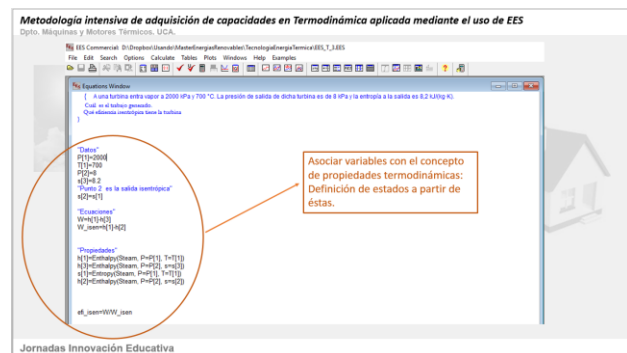 Metodología intensiva de adquisición de capacidades en Termodinámica aplicada mediante el uso de EES
Dpto. Máquinas y Motores Térmicos. UCA.
EES Commercial: D:\Dropbox\Usando\MasterEnergiasRenovables\TecnologiaEnergiaTermica\EES_T_3.EES
File Edit Search Options Calculate Tables Plots Windows Help Examples
Equations Window
{ A una turbina entra vapor a 2000 kPa y 700 °C. La presión de salida de dicha turbina es de 8 kPa y la entropía a la salida es 8,2 kJ/(kg·K).
Cuál es el trabajo generado.
Qué eficiencia isentrópica tiene la turbina
}
"Datos"
P[1]=2000
T[1]=700
P[2]=8
s[3]=8.2
"Punto 2 es la salida isentrópica"
s[2]=s[1]
"Ecuaciones"
W=h[1]-h[3]
W_isen=h[1]-h[2]
"Propiedades"
h[1]=Enthalpy(Steam, P=P[1], T=T[1])
h[3]=Enthalpy(Steam, P=P[2], s=s[3])
s[1]=Entropy(Steam, P=P[1], T=T[1])
h[2]=Enthalpy(Steam, P=P[2], s=s[2])
efi_isen=W/W_isen
Asociar variables con el concepto
de propiedades termodinámicas:
Definición de estados a partir de
éstas.
Jornadas Innovación Educativa